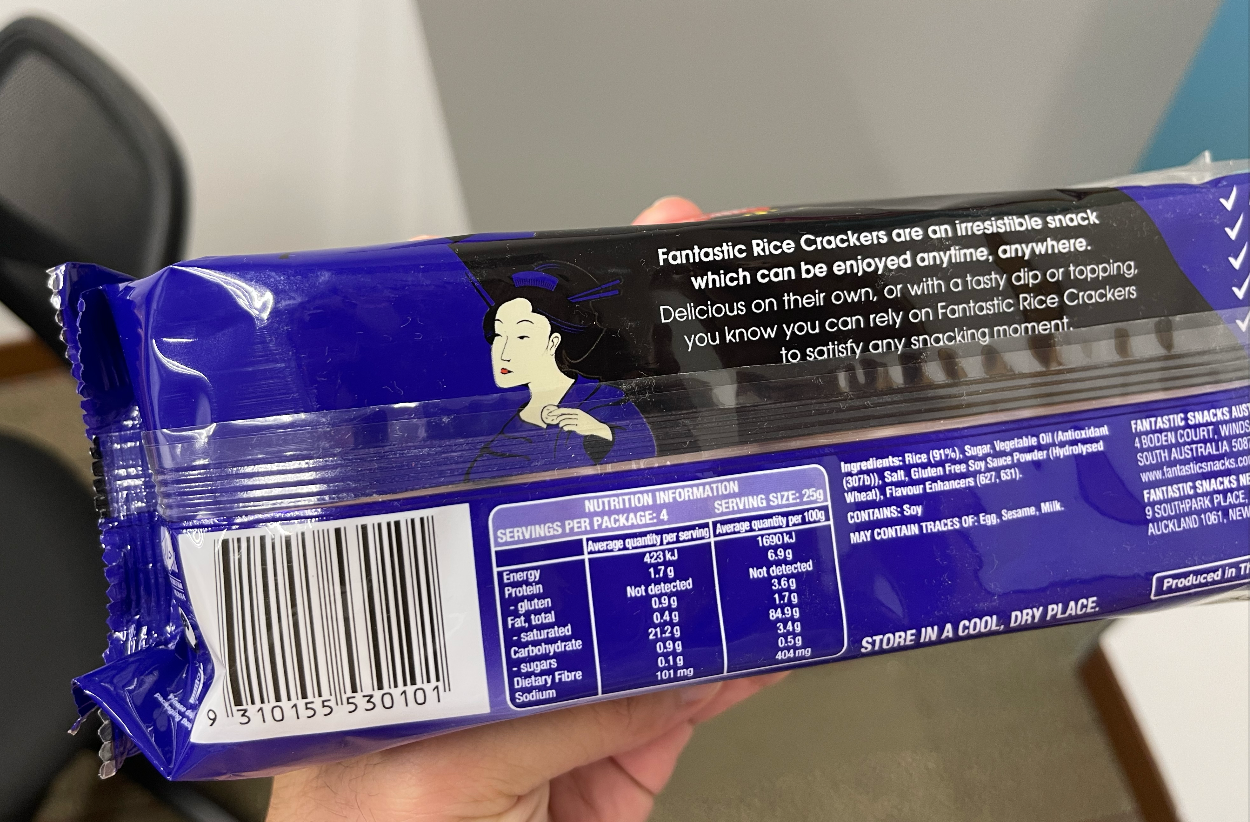 Fantastic Rice Crackers are an irresistible snack
which can be enjoyed anytime, anywhere.
Delicious on their own, or with a tasty dip or topping,
you know you can rely on Fantastic Rice Crackers
to satisfy any snacking moment.
NUTRITION INFORMATION
SERVINGS PER PACKAGE: 4 SERVING SIZE: 25g
Average quantity per serving Average quantity per 100g
Energy 423 kJ 1690 kJ
Protein 1.7 g 6.9 g
- gluten Not detected Not detected
Fat, total 0.9 g 3.6 g
- saturated 0.4 g 1.7 g
Carbohydrate 21.2 g 84.9 g
- sugars 0.9 g 3.4 g
Dietary Fibre 0.1 g 0.5 g
Sodium 101 mg 404 mg
9 310155 530101
Ingredients: Rice (91%), Sugar, Vegetable Oil (Antioxidant
(307b)), Salt, Gluten Free Soy Sauce Powder (Hydrolysed
Wheat), Flavour Enhancers (627, 631).
CONTAINS: Soy
MAY CONTAIN TRACES OF: Egg, Sesame, Milk.
STORE IN A COOL, DRY PLACE.
FANTASTIC SNACKS AUST
4 BODEN COURT, WINDS
SOUTH AUSTRALIA 508
www.fantasticsnacks.co
FANTASTIC SNACKS NE
9 SOUTHPARK PLACE,
AUCKLAND 1061, NEW
Produced in Th